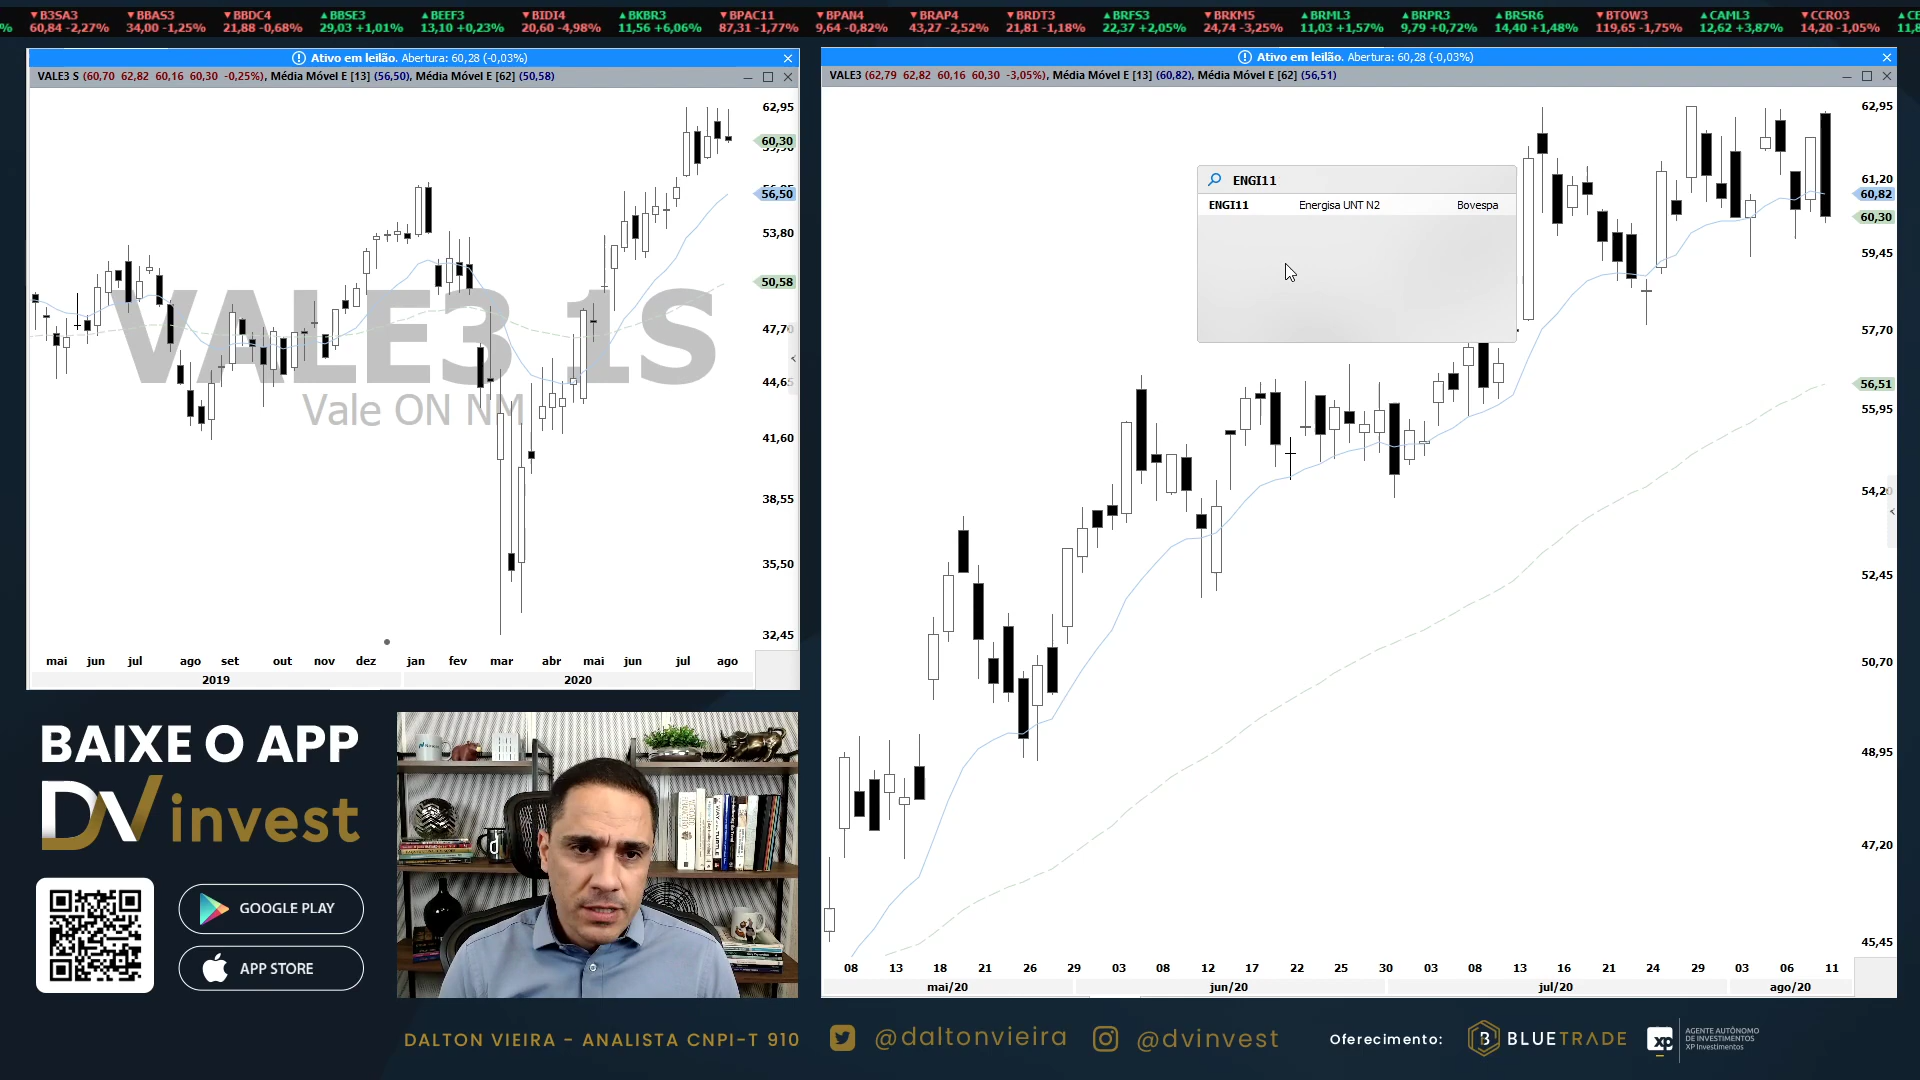 ▼B3SA3 ▼BBAS3 ▼BBDC4 ▲BBSE3 ▲BEEF3 ▼BIDI4 ▲BKBR3 ▼BPAC11 ▼BPAN4 ▼BRAP4 ▼BRDT3 ▲BRFS3 ▼BRKM5 ▲BRML3 ▲BRPR3 ▲BRSR6 ▼BTOW3 ▲CAML3 ▼CCRO3
60,84 -2,27% 34,00 -1,25% 21,88 -0,68% 29,03 +1,01% 13,10 +0,23% 20,60 -4,98% 11,56 +6,06% 87,31 -1,77% 9,64 -0,82% 43,27 -2,52% 21,81 -1,18% 22,37 +2,05% 24,74 -3,25% 11,03 +1,57% 9,79 +0,72% 14,40 +1,48% 119,65 -1,75% 12,62 +3,87% 14,20 -1,05%
Ativo em leilão. Abertura: 60,28 (-0,03%)
VALE3 S (60,70 62,82 60,16 60,30 -0,25%), Média Móvel E [13] (56,50), Média Móvel E [62] (50,58)
62,95
60,30
56,50
53,80
50,58
47,70
44,65
41,60
38,55
35,50
32,45
VALE3 1S
Vale ON NM
mai jun jul ago set out nov dez jan fev mar abr mai jun jul ago
2019 2020
Ativo em leilão. Abertura: 60,28 (-0,03%)
VALE3 (62,79 62,82 60,16 60,30 -3,05%), Média Móvel E [13] (60,82), Média Móvel E [62] (56,51)
ENGI11
ENGI11 Energisa UNT N2 Bovespa
62,95
61,20
60,82
60,30
59,45
57,70
56,51
55,95
54,20
52,45
50,70
48,95
47,20
45,45
08 13 18 21 26 29 03 08 12 17 22 25 30 03 08 13 16 21 24 29 03 06 11
mai/20 jun/20 jul/20 ago/20
BAIXE O APP
DV invest
GOOGLE PLAY
APP STORE
DALTON VIEIRA - ANALISTA CNPI-T 910
@daltonvieira
@dvinvest
Oferecimento:
BLUETRADE
xp
AGENTE AUTÔNOMO
DE INVESTIMENTOS
XP Investimentos